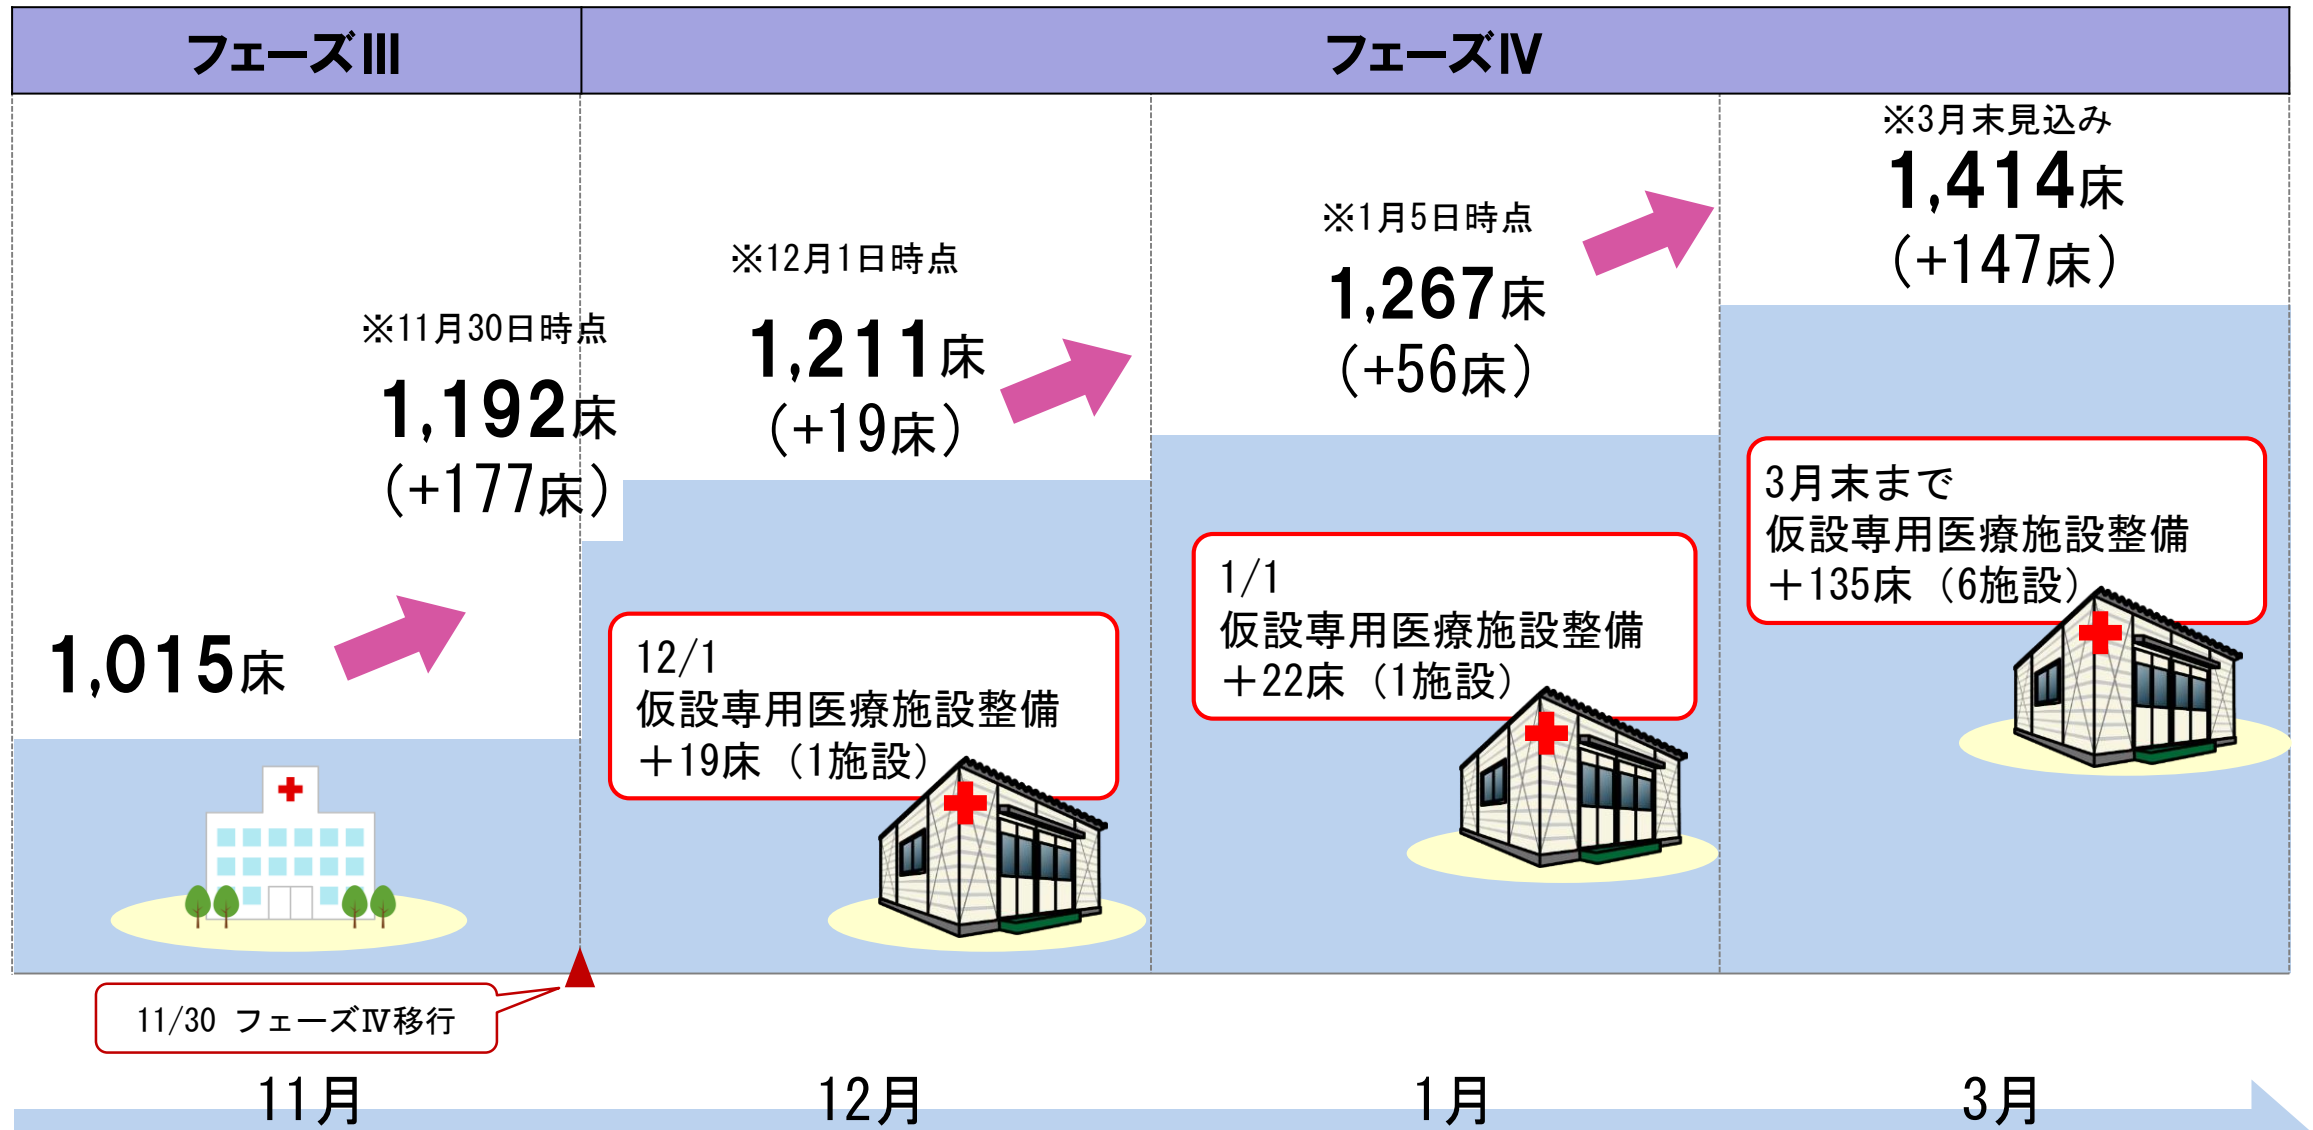 フェーズⅢ
フェーズⅣ
1,015床
※11月30日時点
1,192床
(+177床)
※12月1日時点
1,211床
(+19床)
※1月5日時点
1,267床
(+56床)
※3月末見込み
1,414床
(+147床)
12/1
仮設専用医療施設整備
＋19床（1施設）
1/1
仮設専用医療施設整備
＋22床（1施設）
3月末まで
仮設専用医療施設整備
＋135床（6施設）
11/30 フェーズⅣ移行
11月
12月
1月
3月